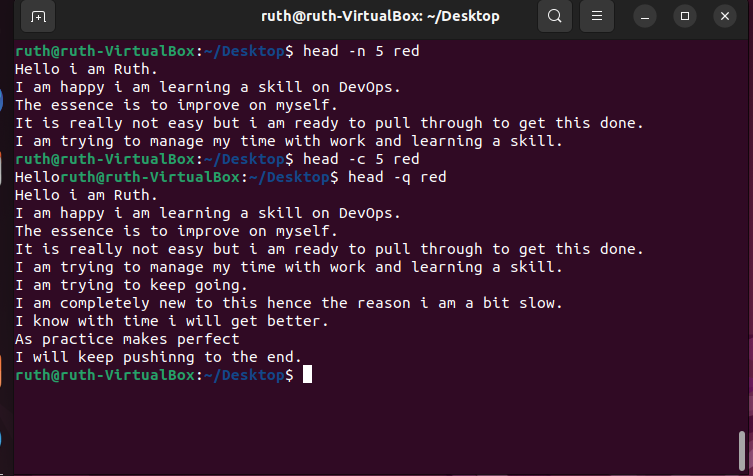 ruth@ruth-VirtualBox: ~/Desktop
ruth@ruth-VirtualBox:~/Desktop$ head -n 5 red
Hello i am Ruth.
I am happy i am learning a skill on DevOps.
The essence is to improve on myself.
It is really not easy but i am ready to pull through to get this done.
I am trying to manage my time with work and learning a skill.
ruth@ruth-VirtualBox:~/Desktop$ head -c 5 red
Helloruth@ruth-VirtualBox:~/Desktop$ head -q red
Hello i am Ruth.
I am happy i am learning a skill on DevOps.
The essence is to improve on myself.
It is really not easy but i am ready to pull through to get this done.
I am trying to manage my time with work and learning a skill.
I am trying to keep going.
I am completely new to this hence the reason i am a bit slow.
I know with time i will get better.
As practice makes perfect
I will keep pushinng to the end.
ruth@ruth-VirtualBox:~/Desktop$